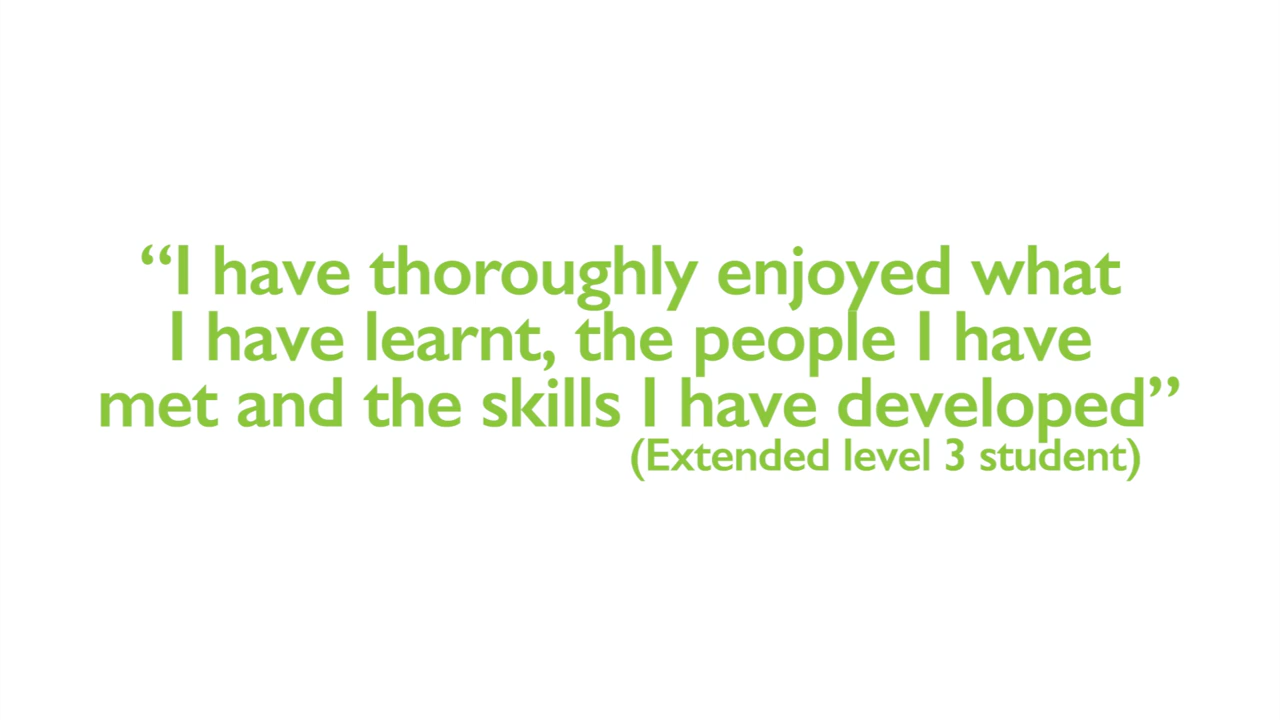 “I have thoroughly enjoyed what
I have learnt, the people I have
met and the skills I have developed”
(Extended level 3 student)